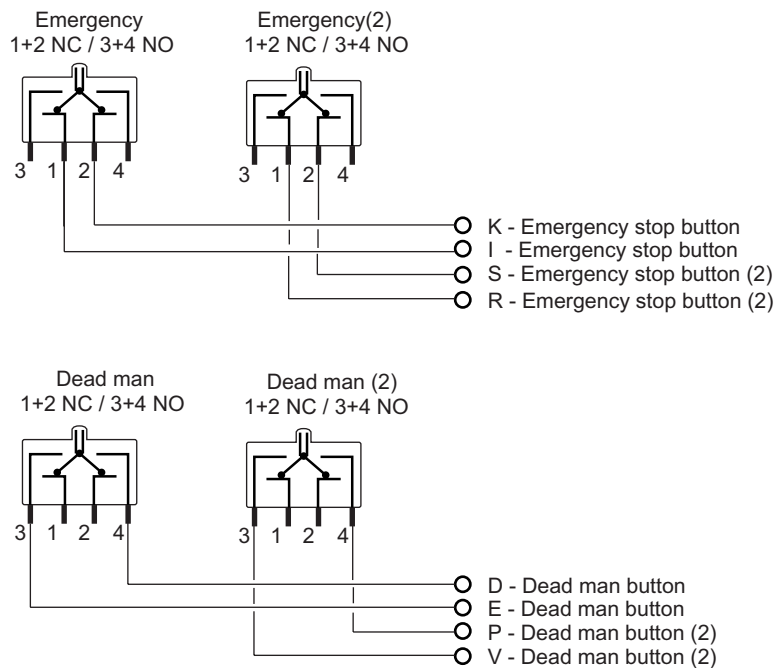 Emergency
1+2 NC / 3+4 NO
Emergency(2)
1+2 NC / 3+4 NO
3 1 2 4
3 1 2 4
K - Emergency stop button
I - Emergency stop button
S - Emergency stop button (2)
R - Emergency stop button (2)
Dead man
1+2 NC / 3+4 NO
Dead man (2)
1+2 NC / 3+4 NO
3 1 2 4
3 1 2 4
D - Dead man button
E - Dead man button
P - Dead man button (2)
V - Dead man button (2)